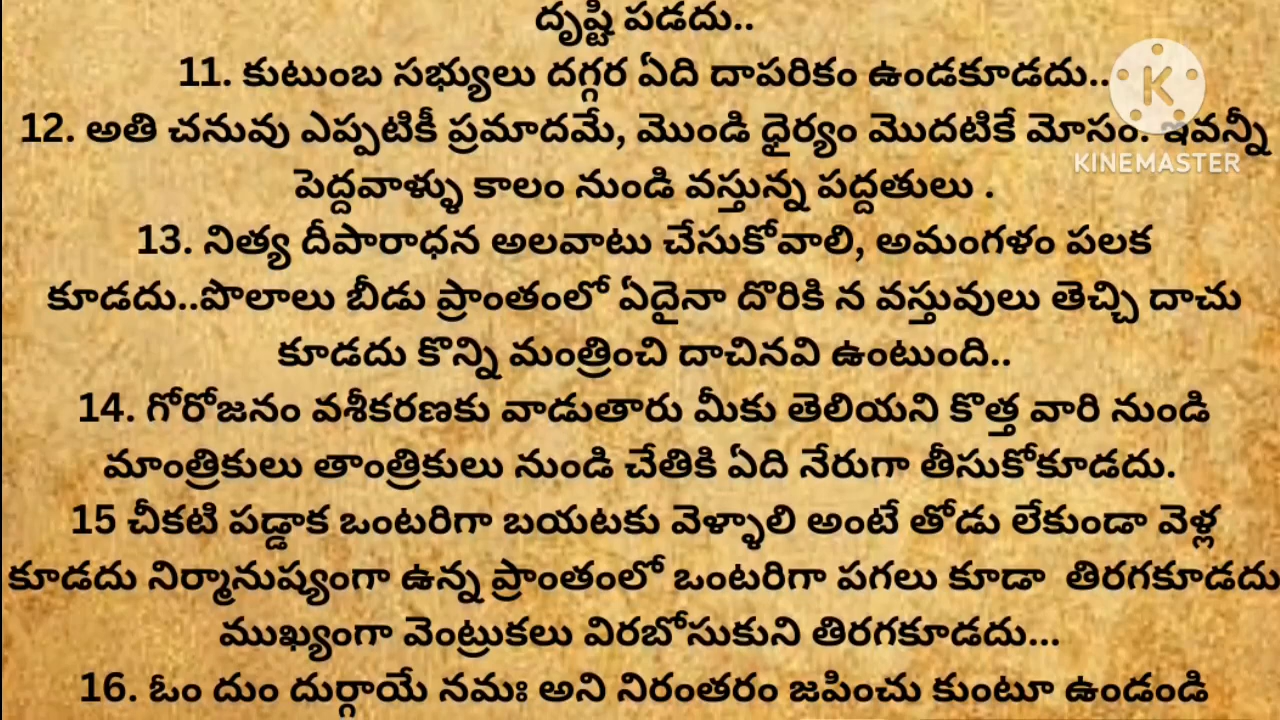 దృష్టి పడదు..
11. కుటుంబ సభ్యులు దగ్గర ఏది దాపరికం ఉండకూడదు..
12. అతి చనువు ఎప్పటికీ ప్రమాదమే, మొండి ధైర్యం మొదటికే మోసం. ఇవన్నీ
K
KINEMASTER
పెద్దవాళ్ళు కాలం నుండి వస్తున్న పద్దతులు .
13. నిత్య దీపారాధన అలవాటు చేసుకోవాలి, అమంగళం పలక
కూడదు..పొలాలు బీడు ప్రాంతంలో ఏదైనా దొరికి న వస్తువులు తెచ్చి దాచు
కూడదు కొన్ని మంత్రించి దాచినవి ఉంటుంది..
14. గోరోజనం వశీకరణకు వాడుతారు మీకు తెలియని కొత్త వారి నుండి
మాంత్రికులు తాంత్రికులు నుండి చేతికి ఏది నేరుగా తీసుకోకూడదు.
15 చీకటి పడ్డాక ఒంటరిగా బయటకు వెళ్ళాలి అంటే తోడు లేకుండా వెళ్ల
కూడదు నిర్మానుష్యంగా ఉన్న ప్రాంతంలో ఒంటరిగా పగలు కూడా తిరగకూడదు
ముఖ్యంగా వెంట్రుకలు విరబోసుకుని తిరగకూడదు...
16. ఓం దుం దుర్గాయే నమః అని నిరంతరం జపించు కుంటూ ఉండండి